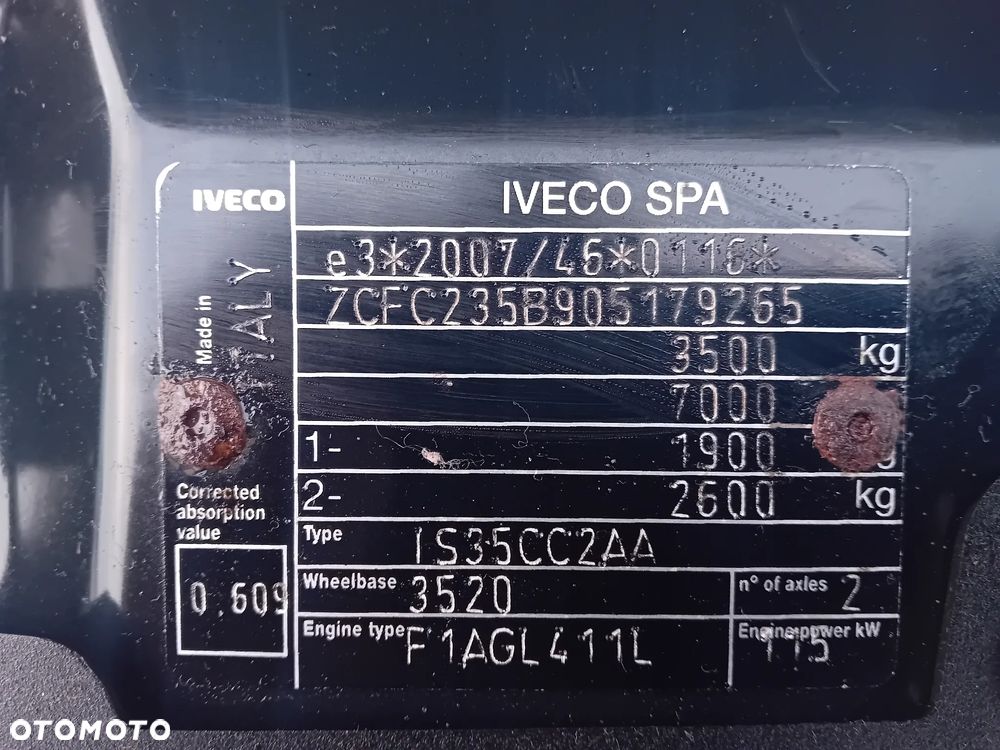 IVECO
IVECO SPA
e3*2007/46*0116*
ZCFC235B905179265
3500 kg
7000
1- 1900
2- 2600 kg
Made in
ITALY
Corrected
absorption
value
0.609
Type IS35CC2AA
Wheelbase 3520
n° of axles 2
Engine type F1AGL411L
Engine power kW 115
OTOMOTO